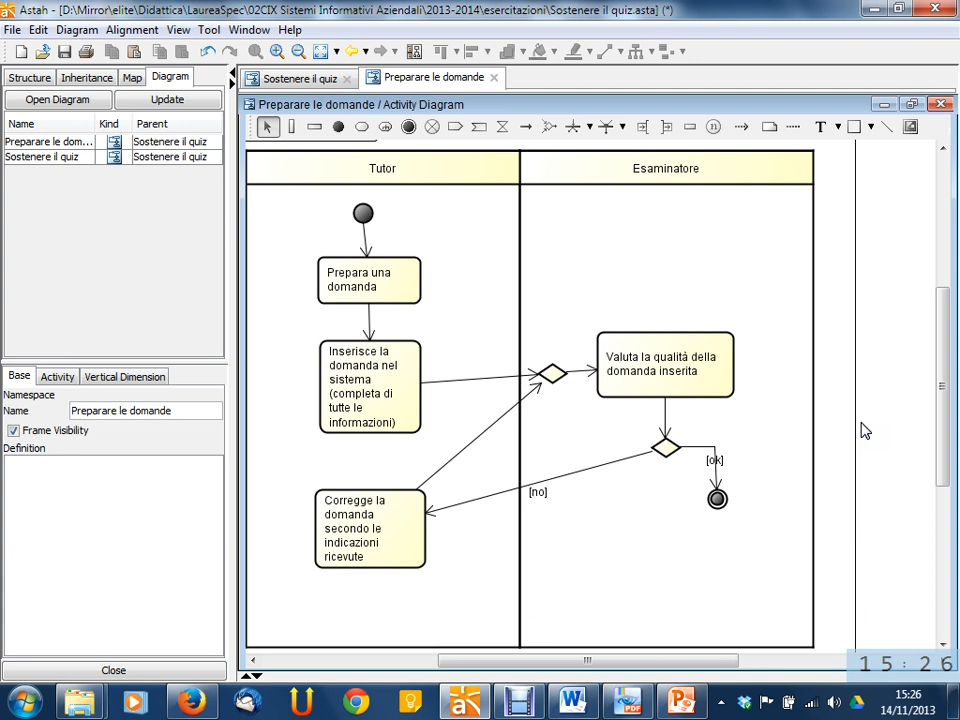 Astah - [D:\Mirror\elite\Didattica\LaureaSpec\02CIX Sistemi Informativi Aziendali\2013-2014\esercitazioni\Sostenere il quiz.asta] (*)
File Edit Diagram Alignment View Tool Window Help
Structure Inheritance Map Diagram
Sostenere il quiz Preparare le domande
Open Diagram Update
Preparare le domande / Activity Diagram
Name Kind Parent
Preparare le dom... Sostenere il quiz
Sostenere il quiz Sostenere il quiz
T
Tutor Esaminatore
Prepara una
domanda
Inserisce la
domanda nel
sistema
(completa di
tutte le
informazioni)
Valuta la qualità della
domanda inserita
[ok]
[no]
Corregge la
domanda
secondo le
indicazioni
ricevute
Base Activity Vertical Dimension
Namespace
Name Preparare le domande
Frame Visibility
Definition
Close
15:26
15:26
14/11/2013